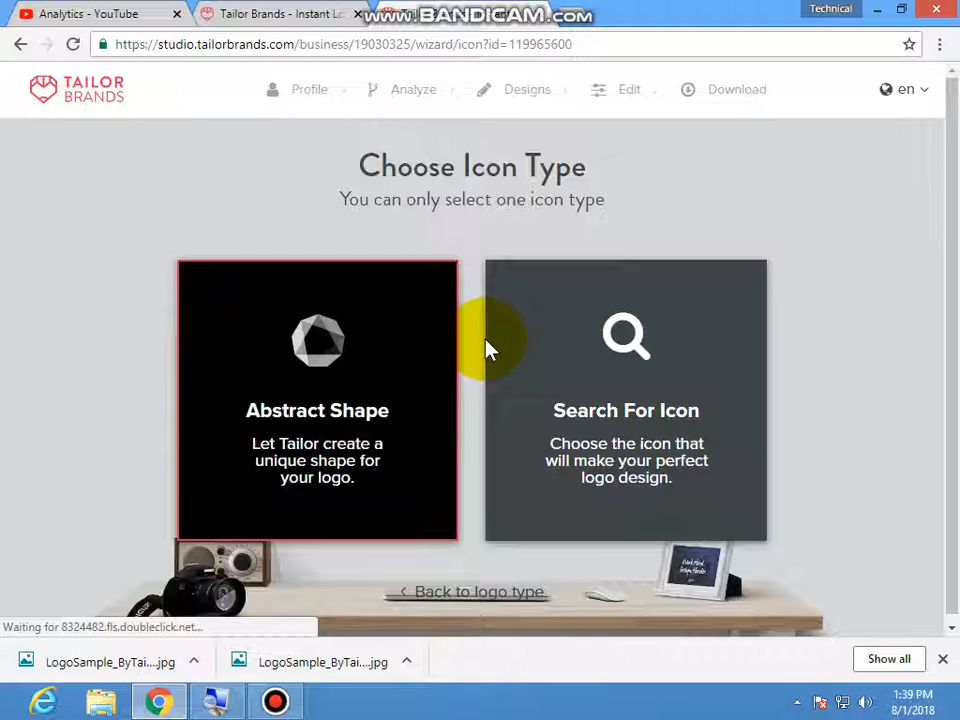 Analytics - YouTube
Tailor Brands - Instant Lo
www.BANDICAM.com
Technical
https://studio.tailorbrands.com/business/19030325/wizard/icon?id=119965600
TAILOR
BRANDS
Profile
Analyze
Designs
Edit
Download
en
Choose Icon Type
You can only select one icon type
Abstract Shape
Let Tailor create a
unique shape for
your logo.
Search For Icon
Choose the icon that
will make your perfect
logo design.
Back to logo type
Waiting for 8324482.fls.doubleclick.net...
LogoSample_ByTai....jpg
LogoSample_ByTai....jpg
Show all
1:39 PM
8/1/2018